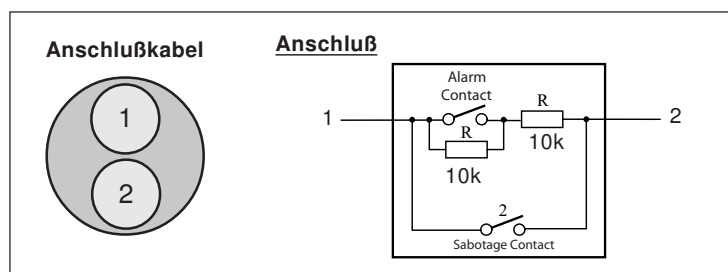 Anschlußkabel
1
2
Anschluß
Alarm
Contact
1
R
10k
R
10k
2
2
Sabotage Contact